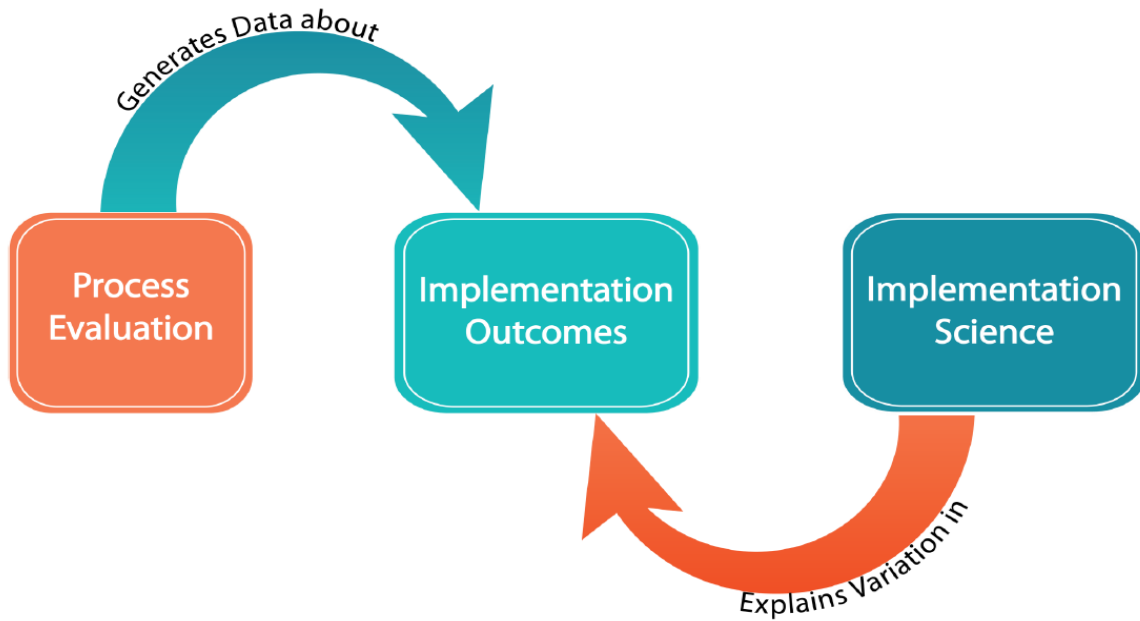 Generates Data about
Process
Evaluation
Implementation
Outcomes
Implementation
Science
Explains Variation in